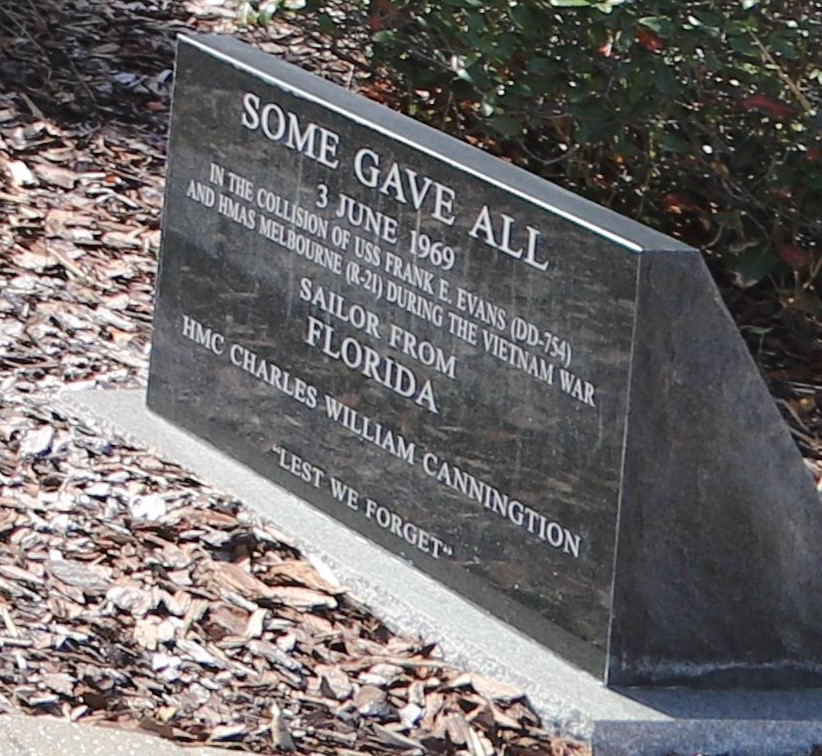 SOME GAVE ALL
3 JUNE 1969
IN THE COLLISION OF USS FRANK E. EVANS (DD-754)
AND HMAS MELBOURNE (R-21) DURING THE VIETNAM WAR
SAILOR FROM
FLORIDA
HMC CHARLES WILLIAM CANNINGTION
"LEST WE FORGET"